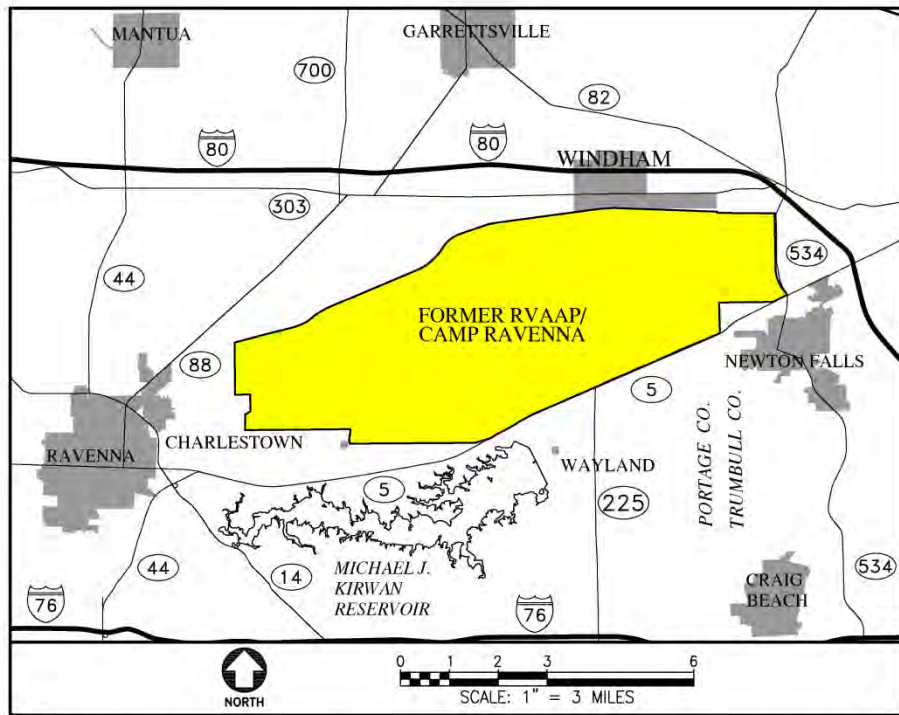 MANTUA
GARRETTSVILLE
700
82
80
80
WINDHAM
303
534
44
FORMER RVAAP/
CAMP RAVENNA
88
NEWTON FALLS
5
CHARLESTOWN
RAVENNA
WAYLAND
PORTAGE CO.
TRUMBULL CO.
5
225
MICHAEL J.
KIRWAN
RESERVOIR
44
14
534
CRAIG
BEACH
76
76
0 1 2 3 6
SCALE: 1" = 3 MILES
NORTH